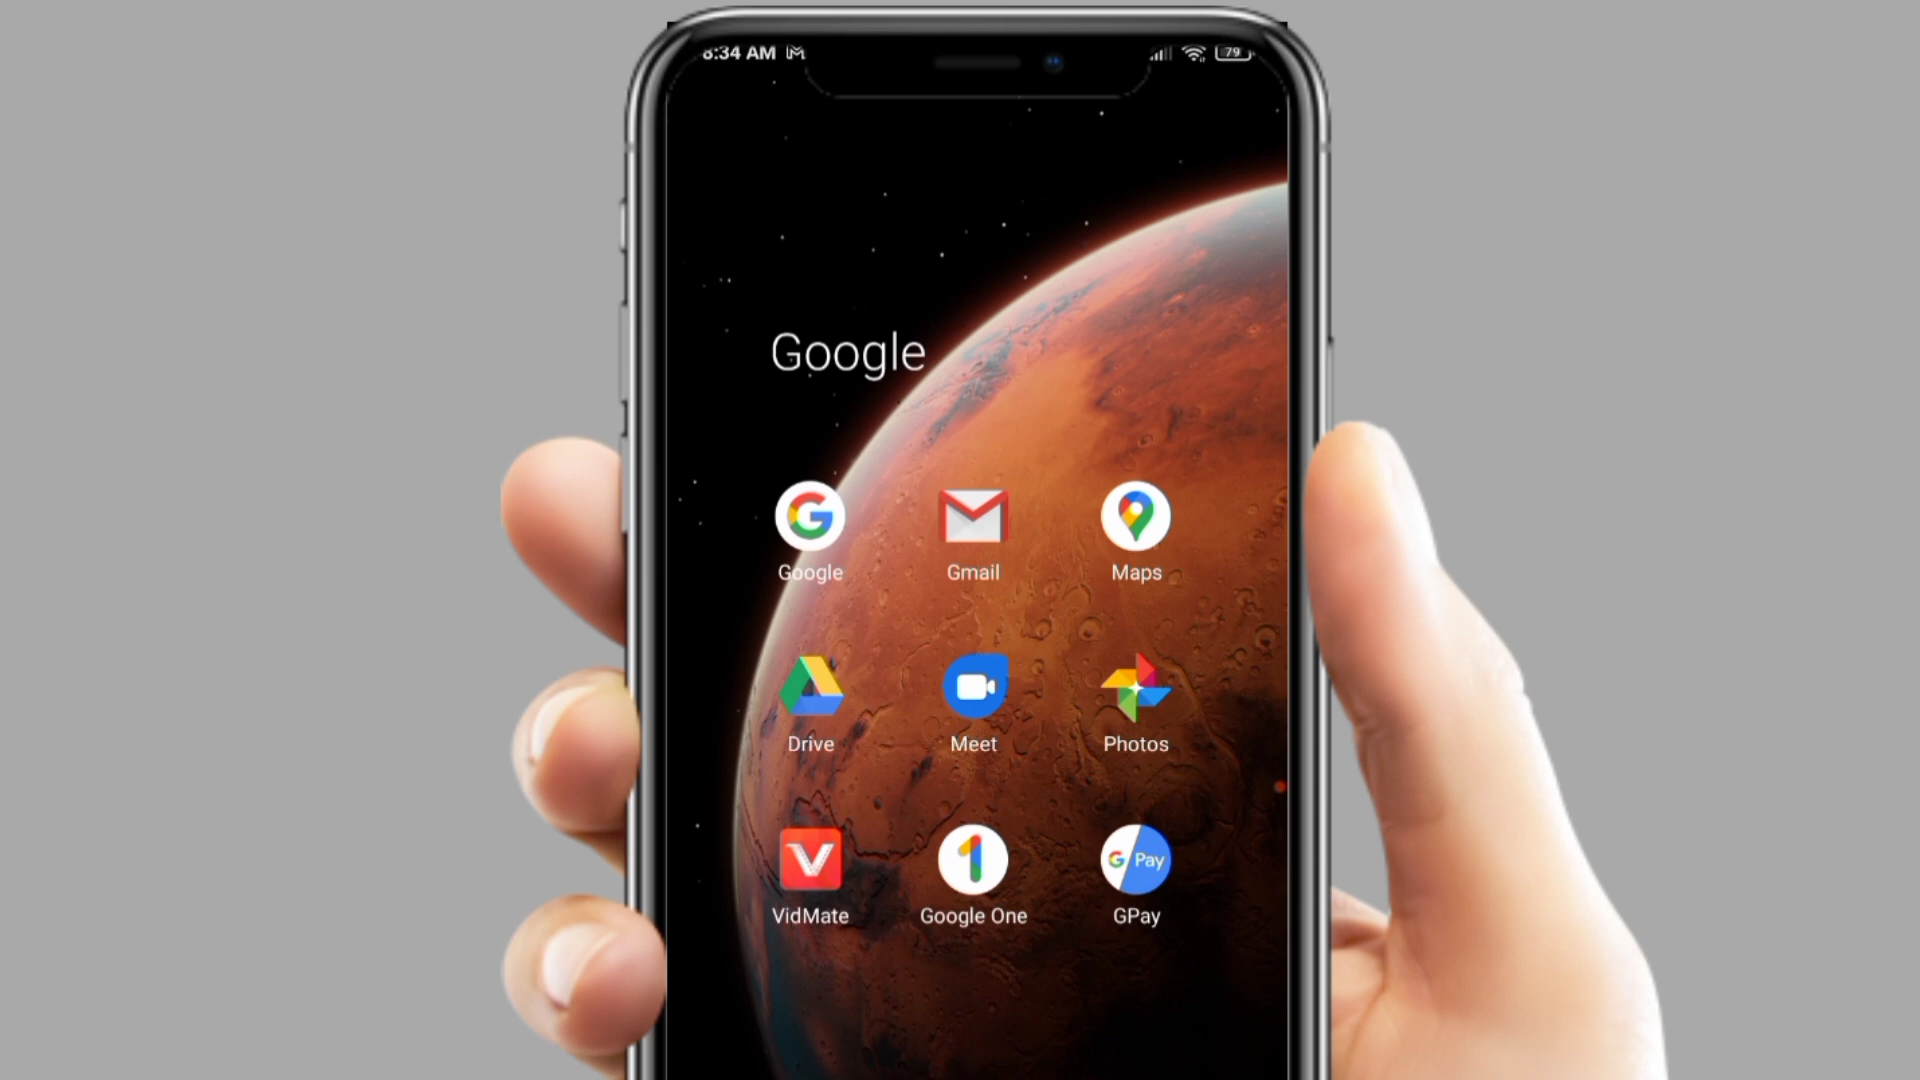 8:34 AM 79
Google
Google Gmail Maps
Drive Meet Photos
VidMate Google One GPay
G Pay